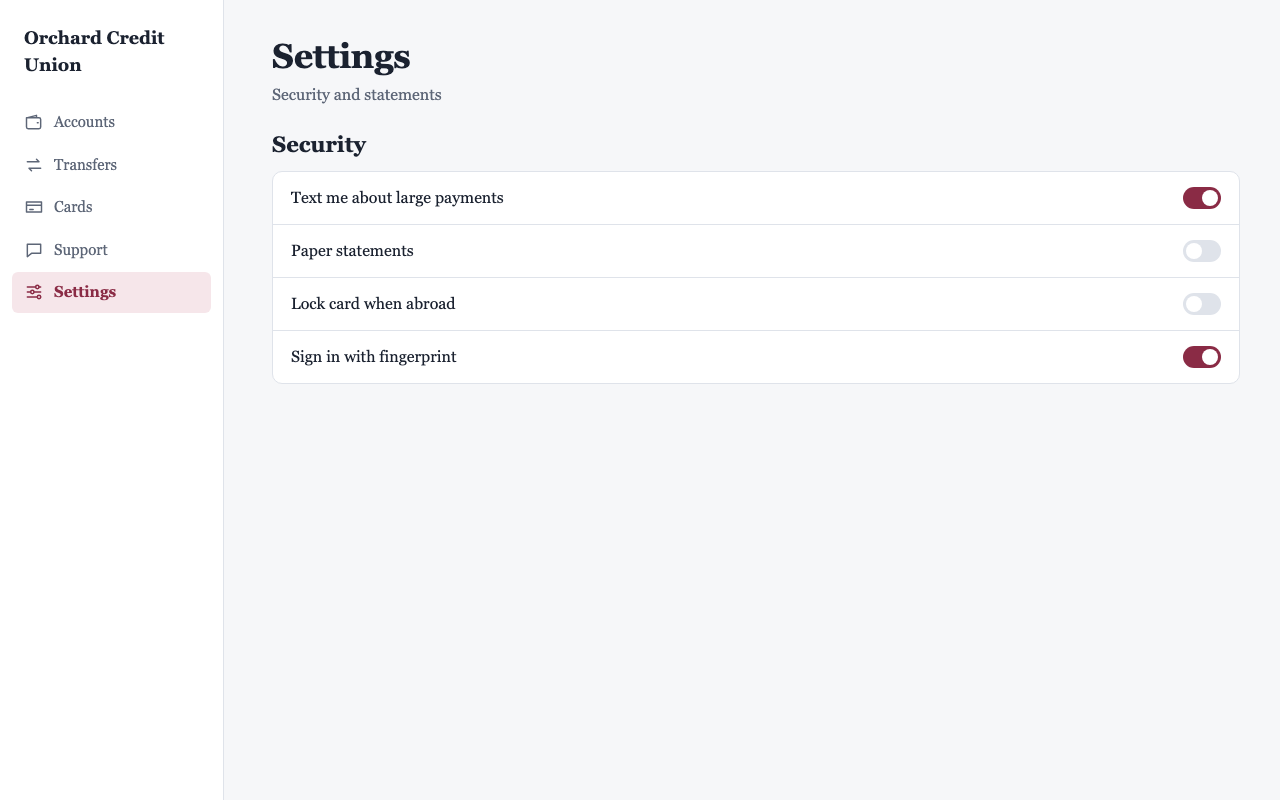 Orchard Credit
Union
Accounts
Transfers
Cards
Support
Settings
Settings
Security and statements
Security
Text me about large payments
Paper statements
Lock card when abroad
Sign in with fingerprint